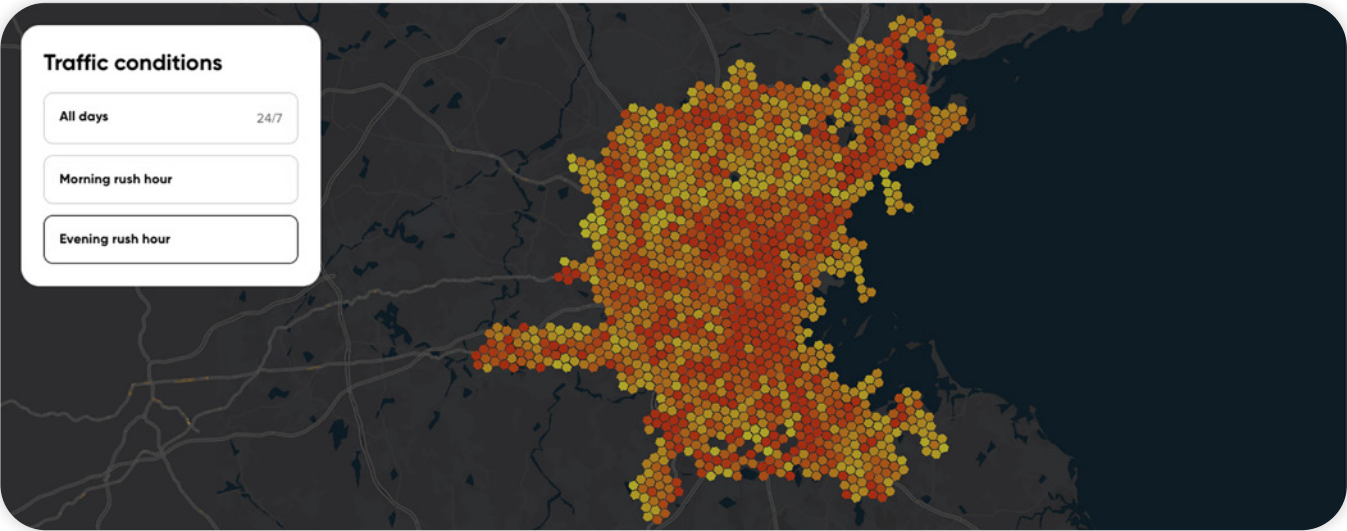 Traffic conditions
All days 24/7
Morning rush hour
Evening rush hour